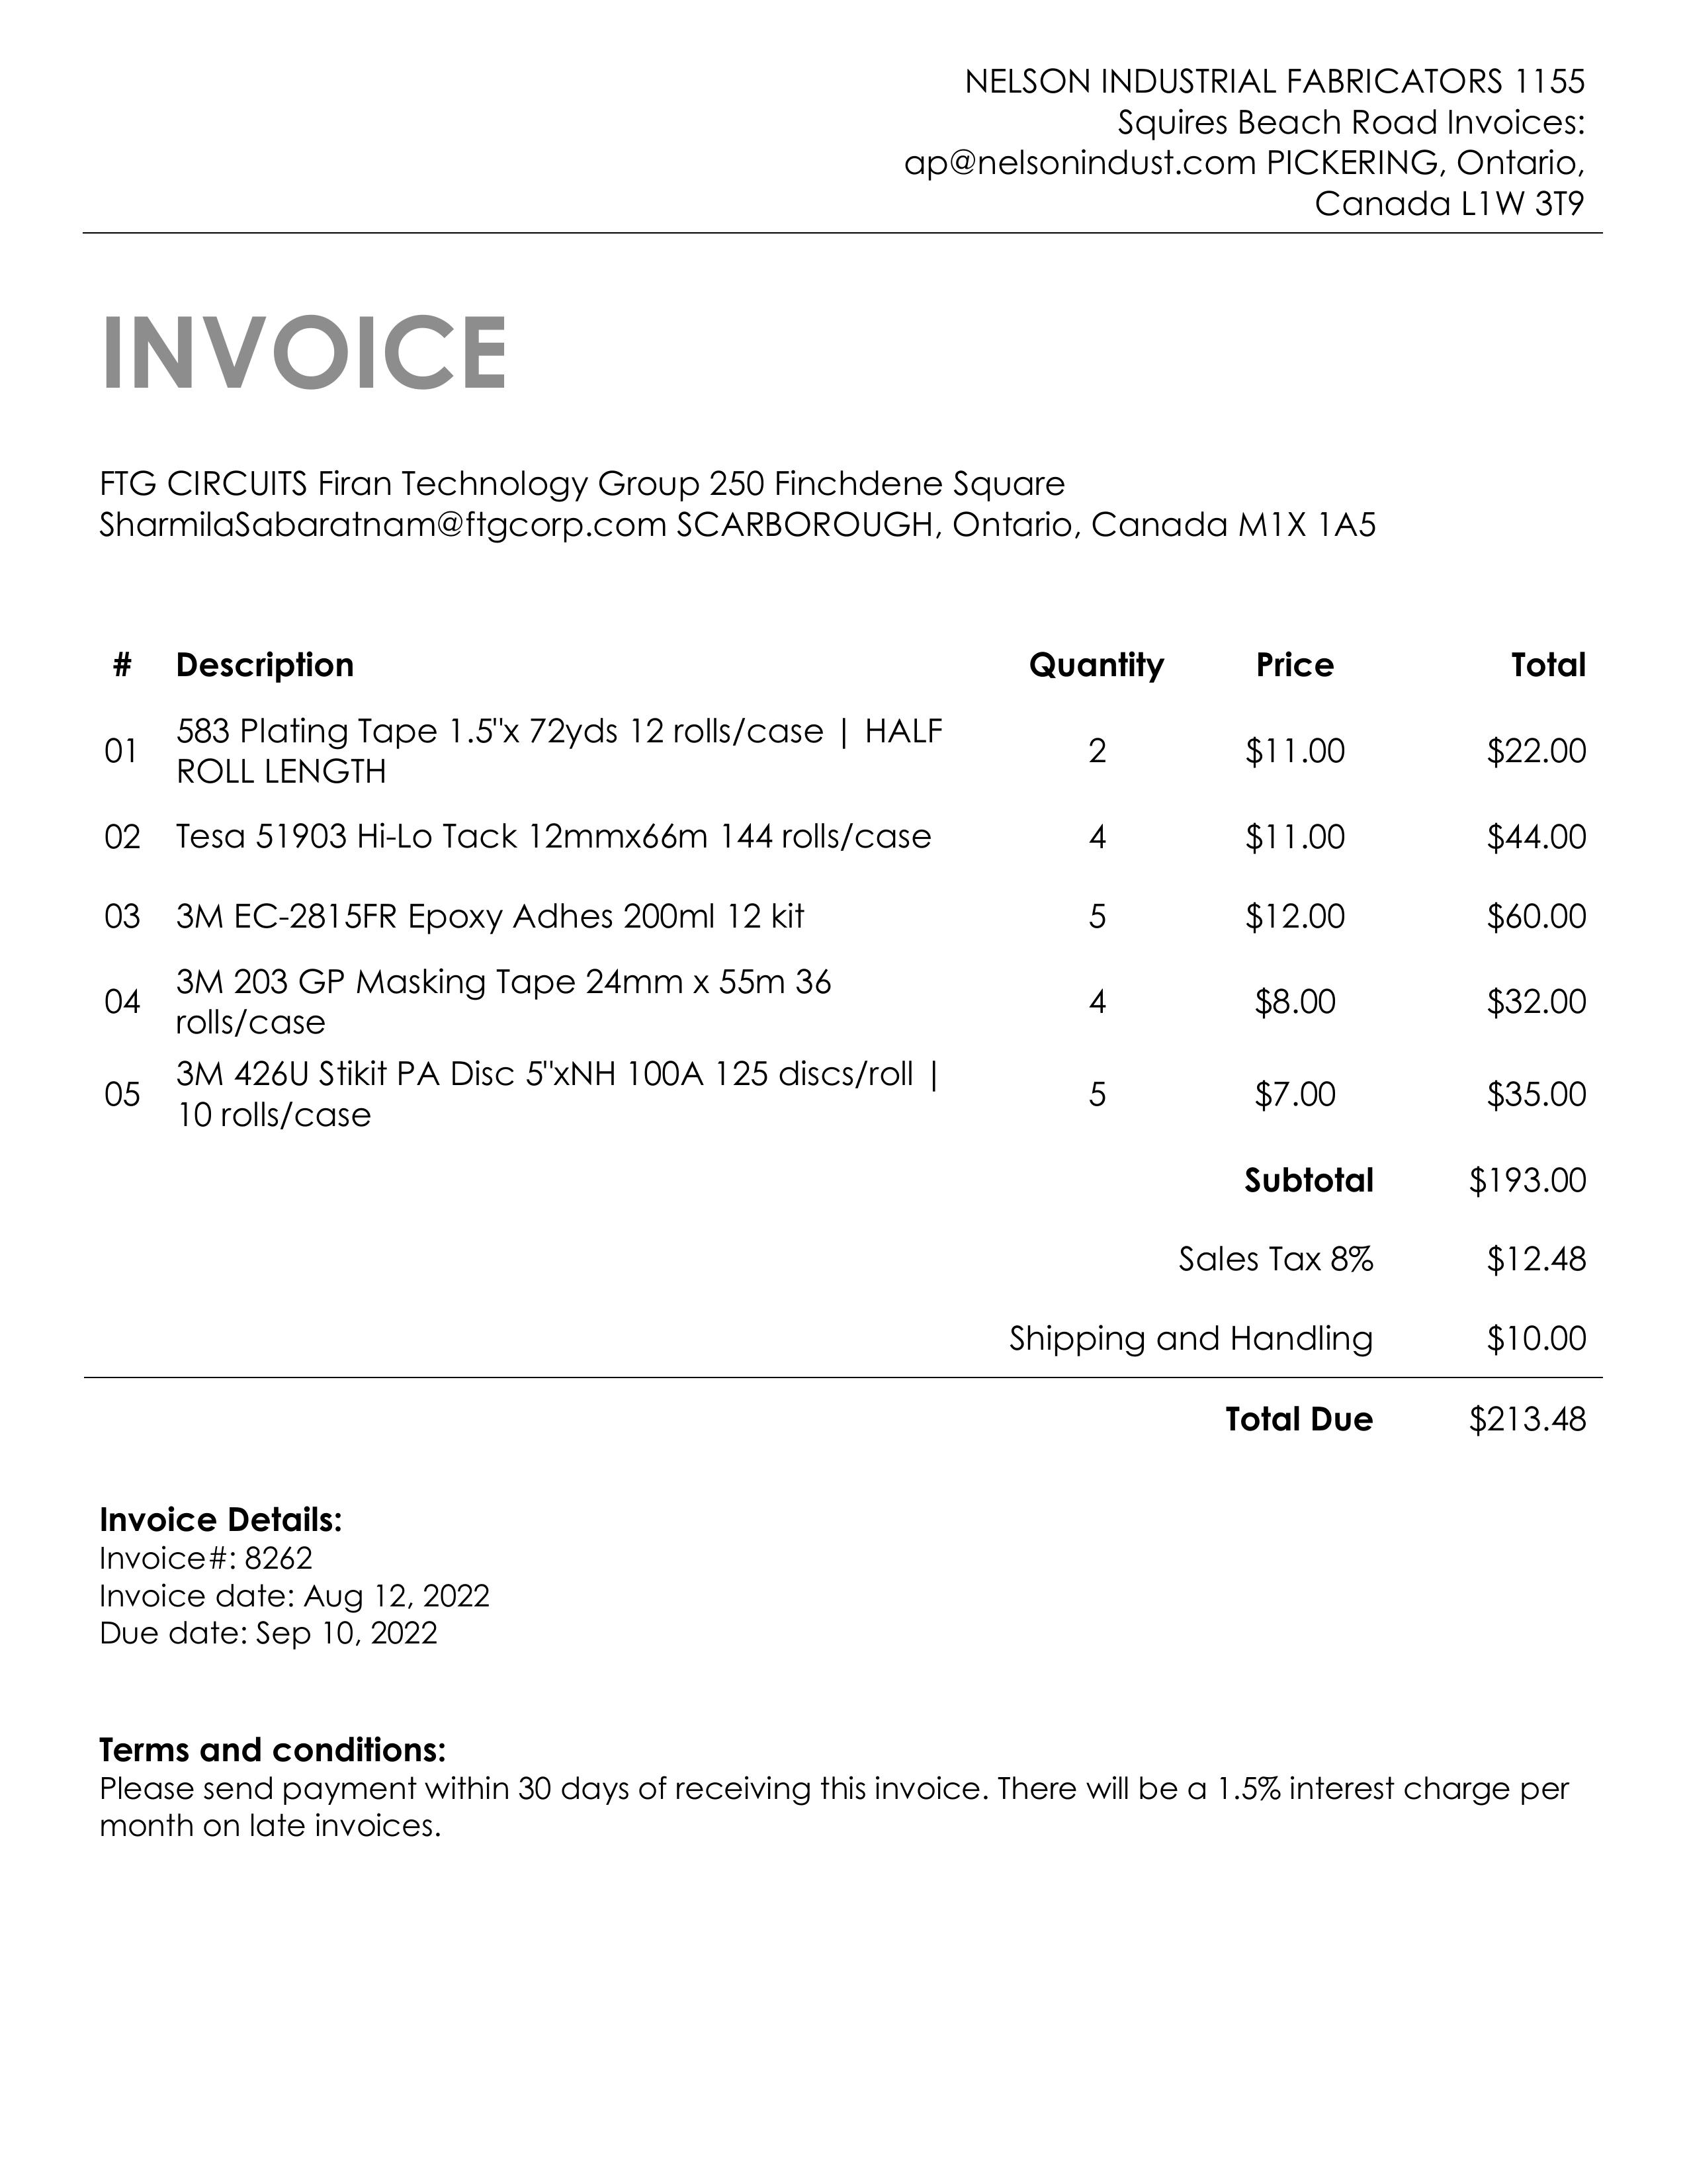 NELSON INDUSTRIAL FABRICATORS 1155
Squires Beach Road Invoices:
ap@nelsonindust.com PICKERING, Ontario,
Canada L1W 3T9
INVOICE
FTG CIRCUITS Firan Technology Group 250 Finchdene Square
SharmilaSabaratnam@ftgcorp.com SCARBOROUGH, Ontario, Canada M1X 1A5
# Description Quantity Price Total
01 583 Plating Tape 1.5"x 72yds 12 rolls/case | HALF
ROLL LENGTH 2 $11.00 $22.00
02 Tesa 51903 Hi-Lo Tack 12mmx66m 144 rolls/case 4 $11.00 $44.00
03 3M EC-2815FR Epoxy Adhes 200ml 12 kit 5 $12.00 $60.00
04 3M 203 GP Masking Tape 24mm x 55m 36
rolls/case 4 $8.00 $32.00
05 3M 426U Stikit PA Disc 5"xNH 100A 125 discs/roll |
10 rolls/case 5 $7.00 $35.00
Subtotal $193.00
Sales Tax 8% $12.48
Shipping and Handling $10.00
Total Due $213.48
Invoice Details:
Invoice#: 8262
Invoice date: Aug 12, 2022
Due date: Sep 10, 2022
Terms and conditions:
Please send payment within 30 days of receiving this invoice. There will be a 1.5% interest charge per
month on late invoices.